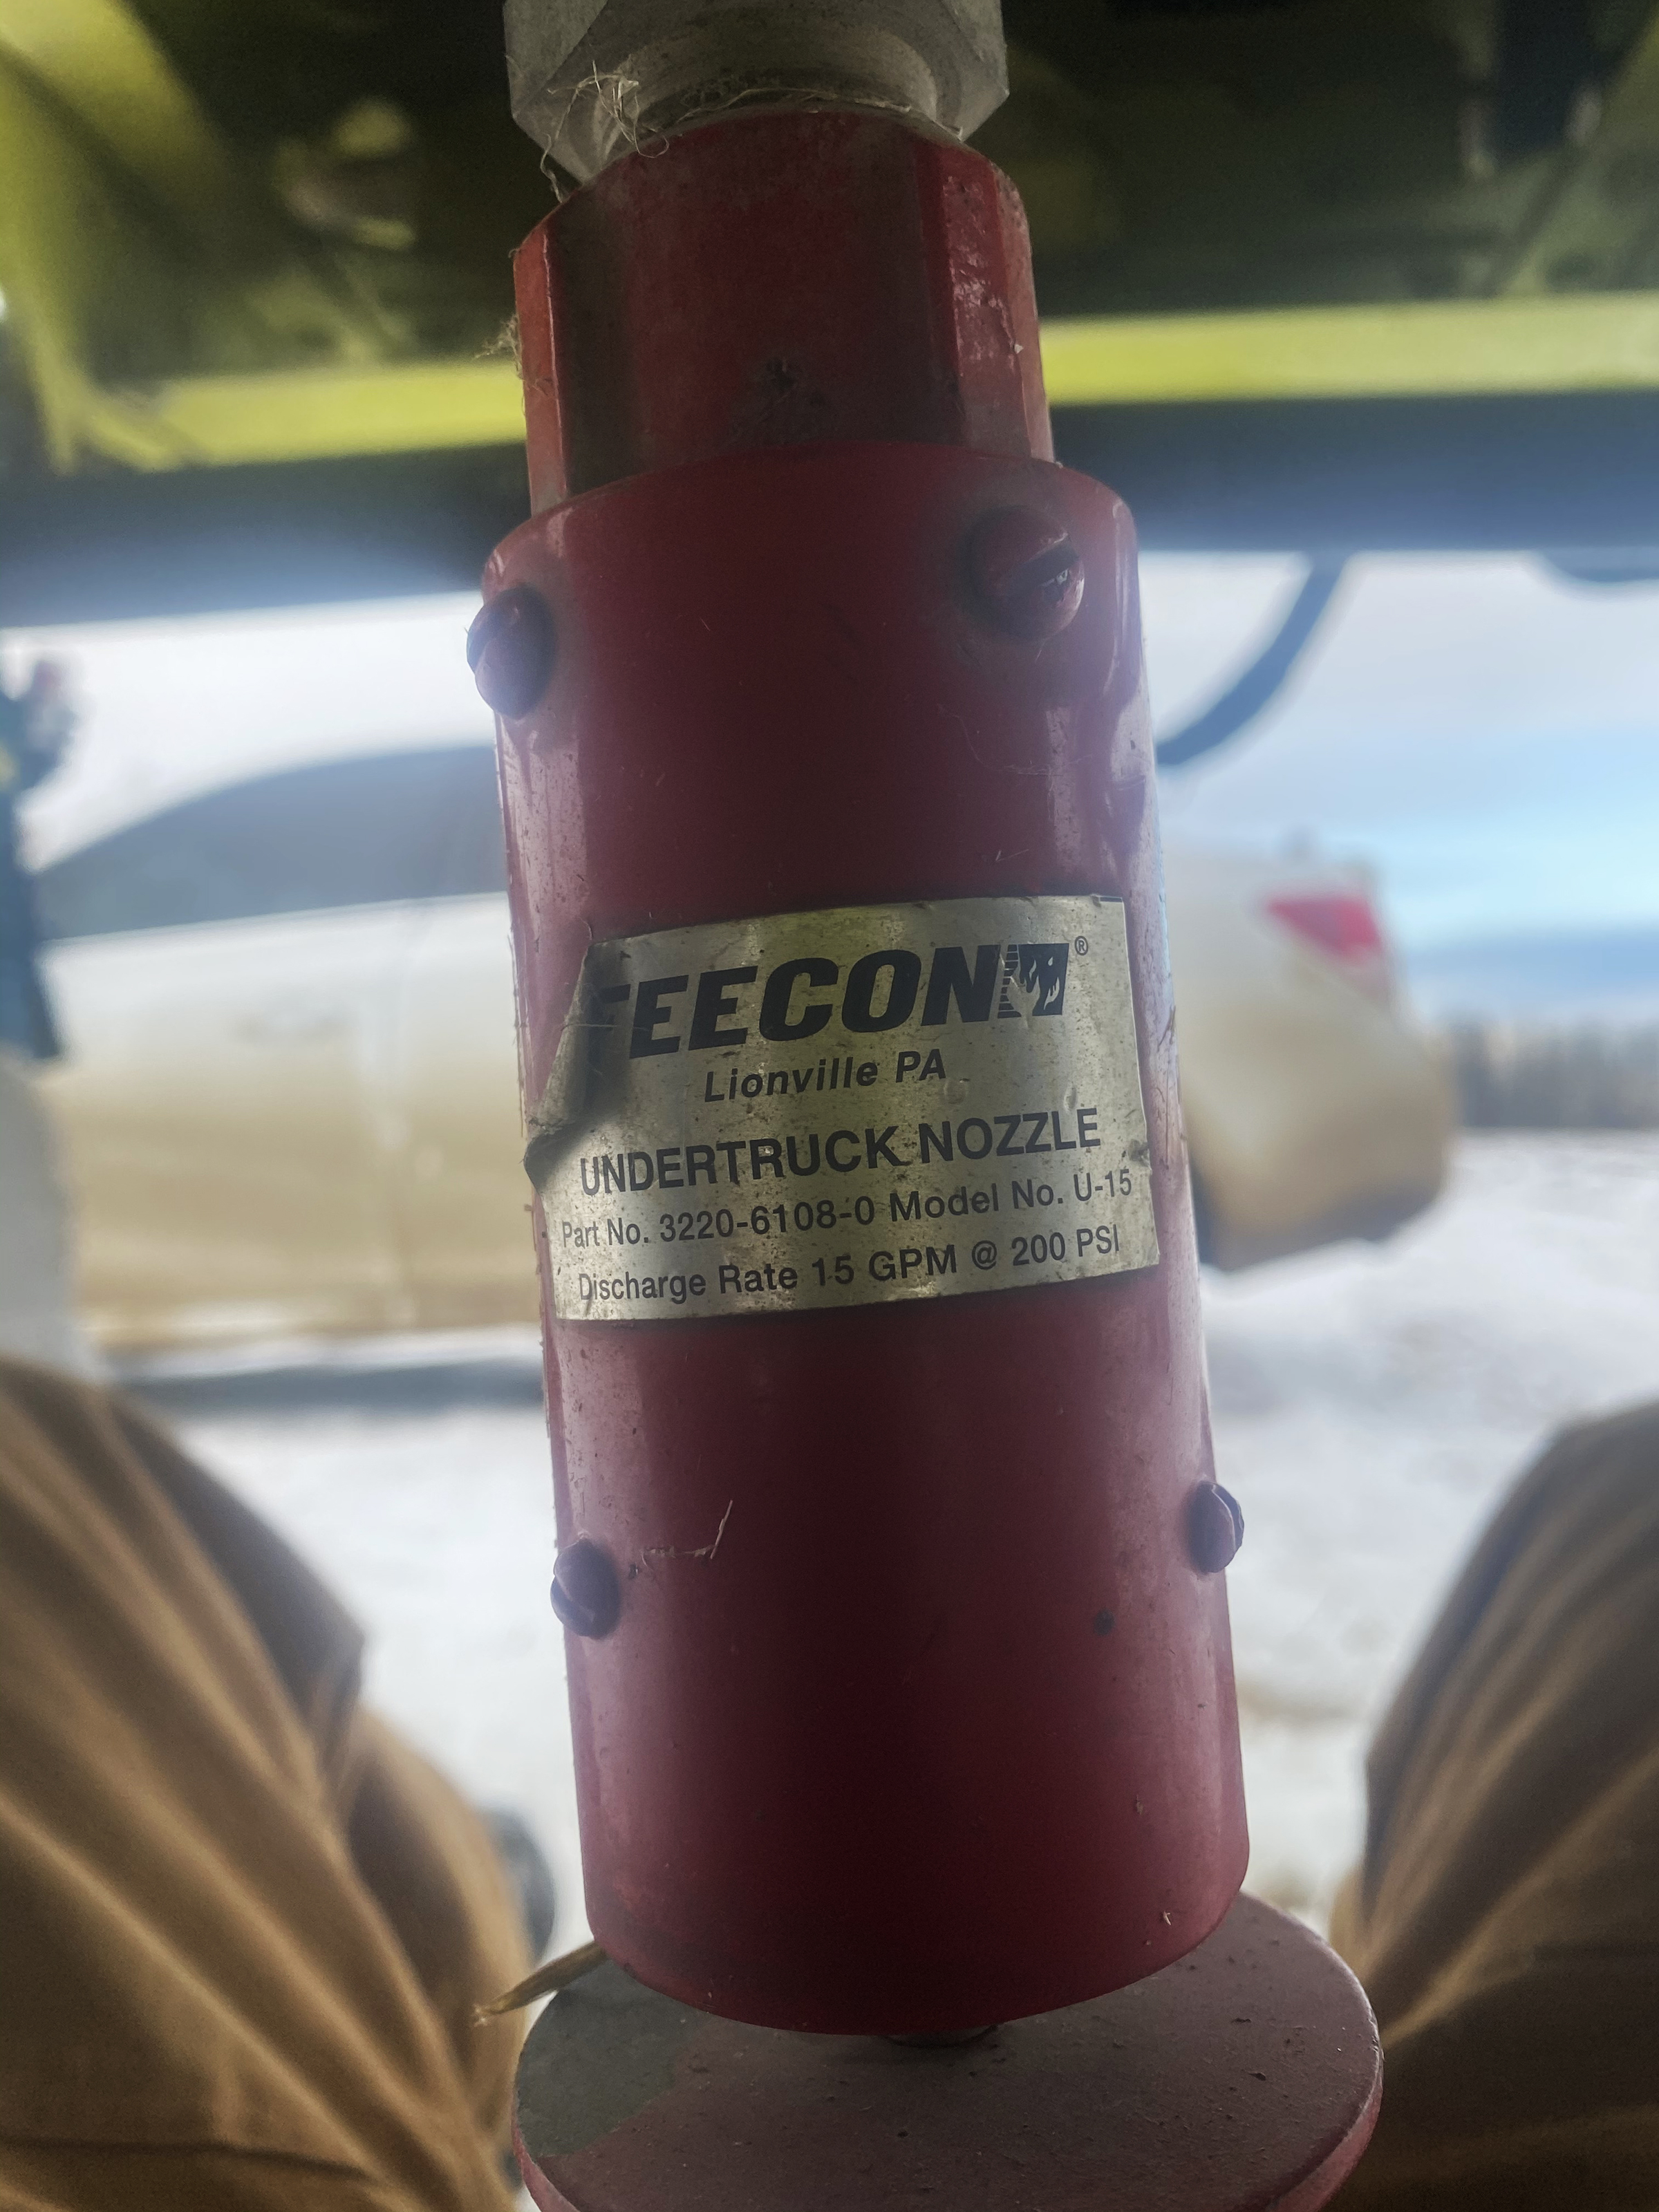 FEECON®
Lionville PA
UNDERTRUCK NOZZLE
Part No. 3220-6108-0 Model No. U-15
Discharge Rate 15 GPM @ 200 PSI